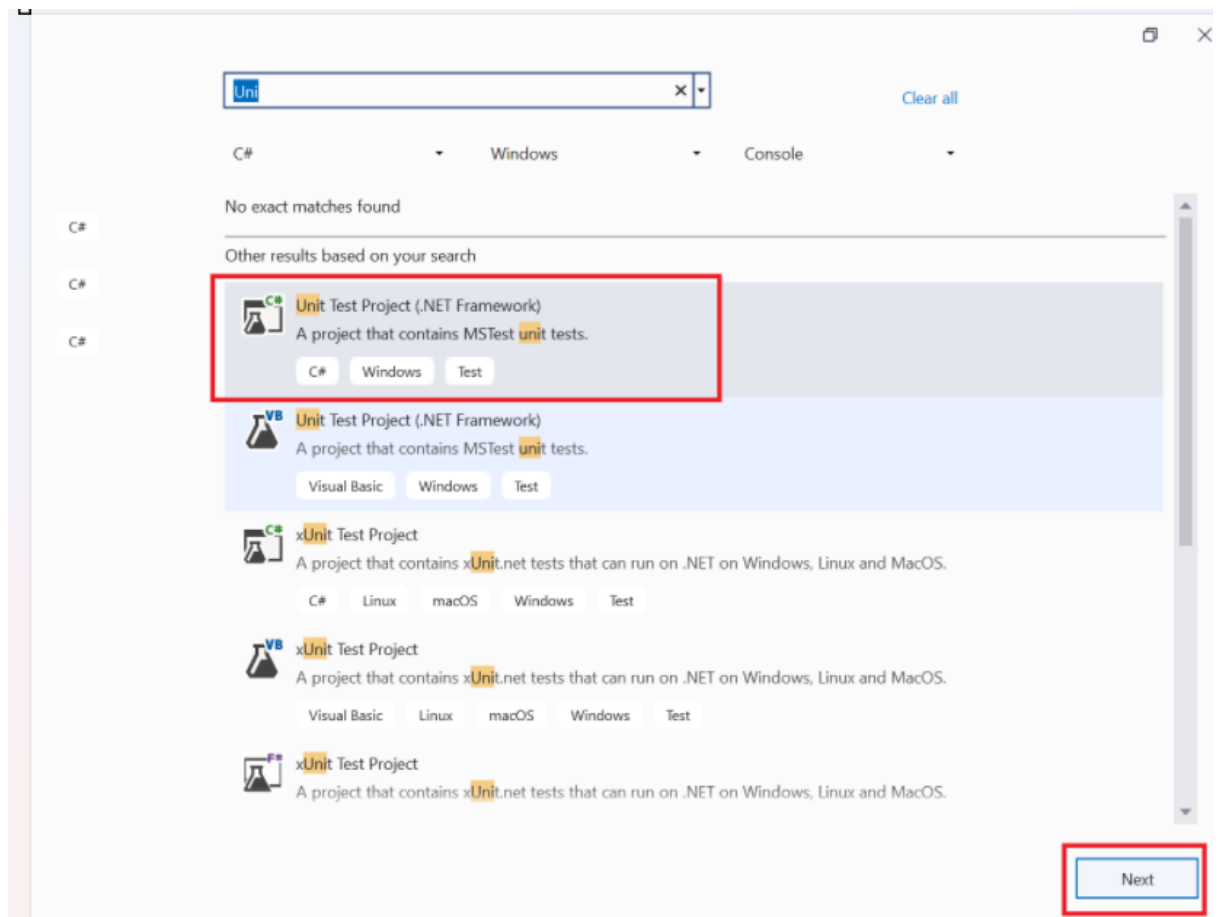 Uni
Clear all
C# Windows Console
No exact matches found
C#
Other results based on your search
C#
C#
C#
Unit Test Project (.NET Framework)
A project that contains MSTest unit tests.
C# Windows Test
VB
Unit Test Project (.NET Framework)
A project that contains MSTest unit tests.
Visual Basic Windows Test
C#
xUnit Test Project
A project that contains xUnit.net tests that can run on .NET on Windows, Linux and MacOS.
C# Linux macOS Windows Test
VB
xUnit Test Project
A project that contains xUnit.net tests that can run on .NET on Windows, Linux and MacOS.
Visual Basic Linux macOS Windows Test
F#
xUnit Test Project
A project that contains xUnit.net tests that can run on .NET on Windows, Linux and MacOS.
Next